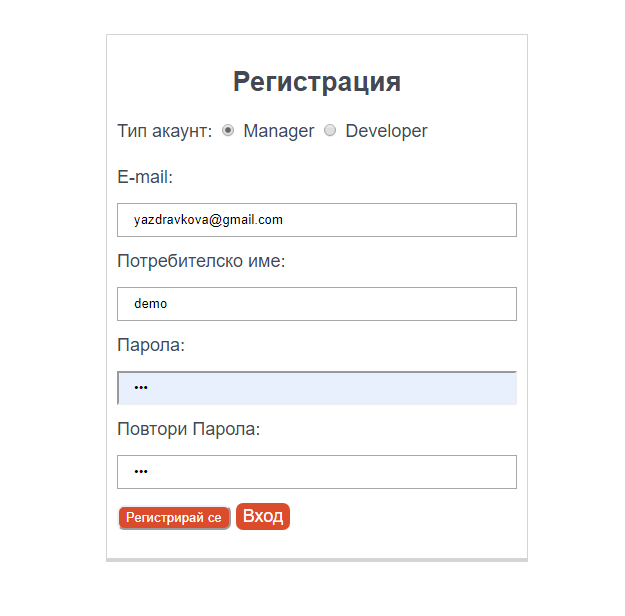 Регистрация
Тип акаунт: Manager Developer
E-mail:
yazdravkova@gmail.com
Потребителско име:
demo
Парола:
•••
Повтори Парола:
•••
Регистрирай се Вход